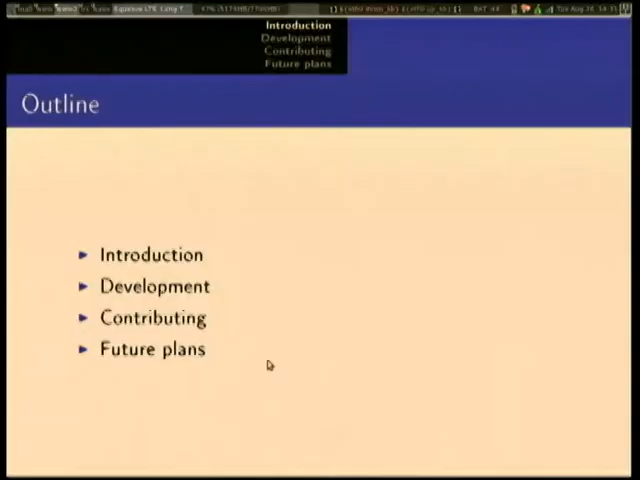 Introduction
Development
Contributing
Future plans
Outline
Introduction
Development
Contributing
Future plans